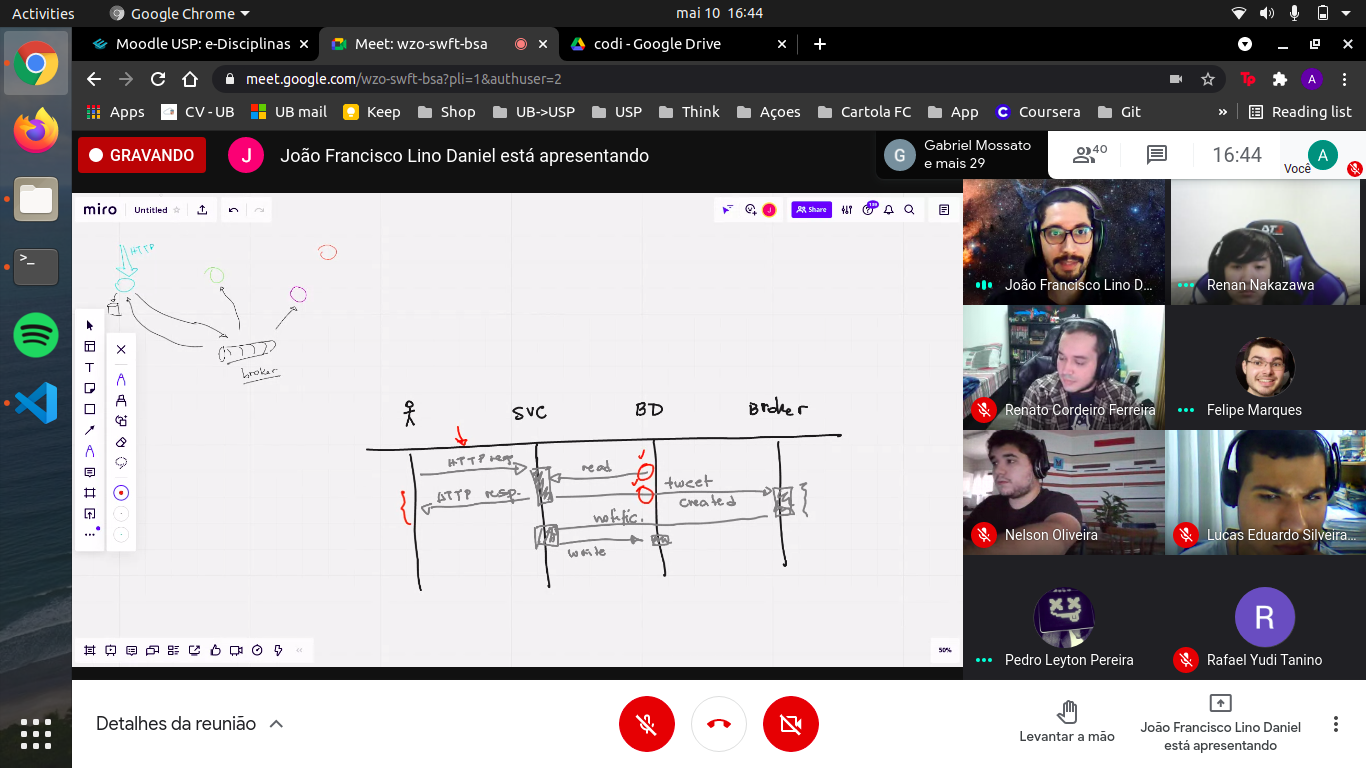 Activities
Google Chrome
mai 10 16:44
Moodle USP: e-Disciplinas
Meet: wzo-swft-bsa
codi - Google Drive
meet.google.com/wzo-swft-bsa?pli=1&authuser=2
Apps
CV - UB
UB mail
Keep
Shop
UB->USP
USP
Think
Açoes
Cartola FC
App
Coursera
Git
»
Reading list
GRAVANDO
J
João Francisco Lino Daniel está apresentando
G
Gabriel Mossato
e mais 29
40
16:44
A
Você
miro
Untitled
Share
HTTP
broker
SVC
BD
Broker
HTTP req.
read
tweet
HTTP resp.
created
notific.
write
50%
João Francisco Lino D...
Renan Nakazawa
Renato Cordeiro Ferreira
Felipe Marques
Nelson Oliveira
Lucas Eduardo Silveira...
R
Pedro Leyton Pereira
Rafael Yudi Tanino
Detalhes da reunião
Levantar a mão
João Francisco Lino Daniel
está apresentando